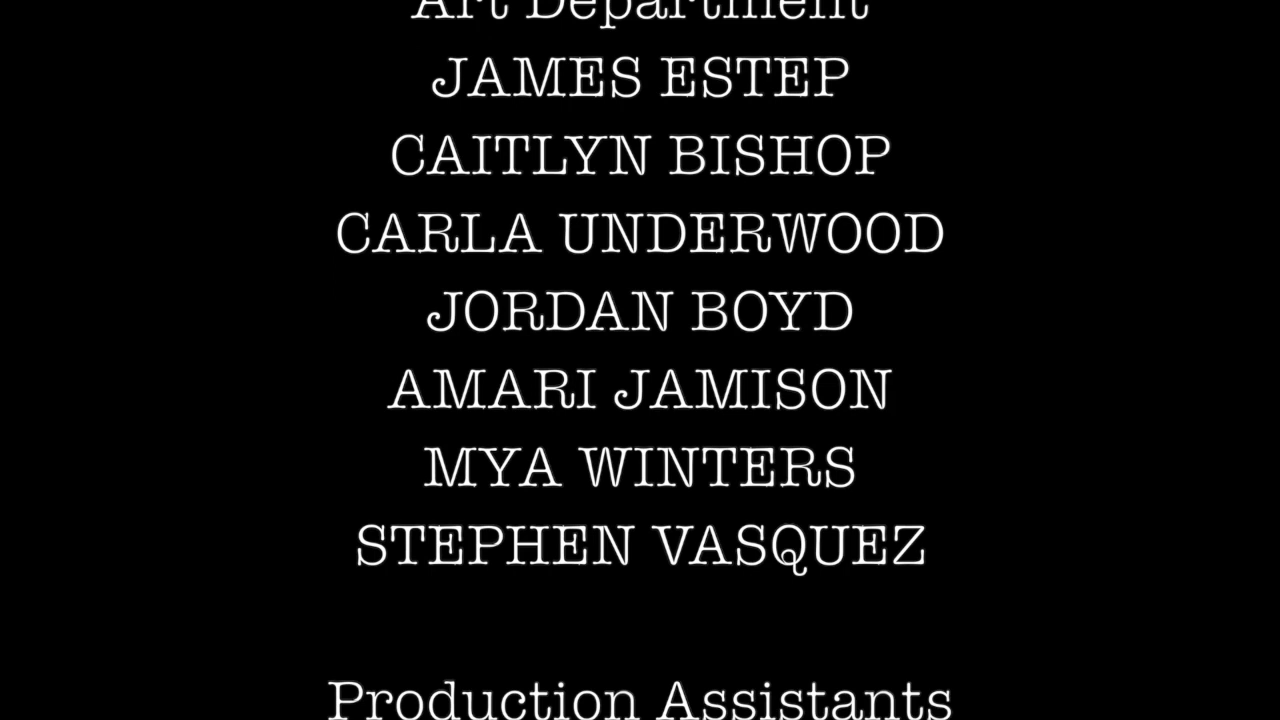 Art Department
JAMES ESTEP
CAITLYN BISHOP
CARLA UNDERWOOD
JORDAN BOYD
AMARI JAMISON
MYA WINTERS
STEPHEN VASQUEZ
Production Assistants